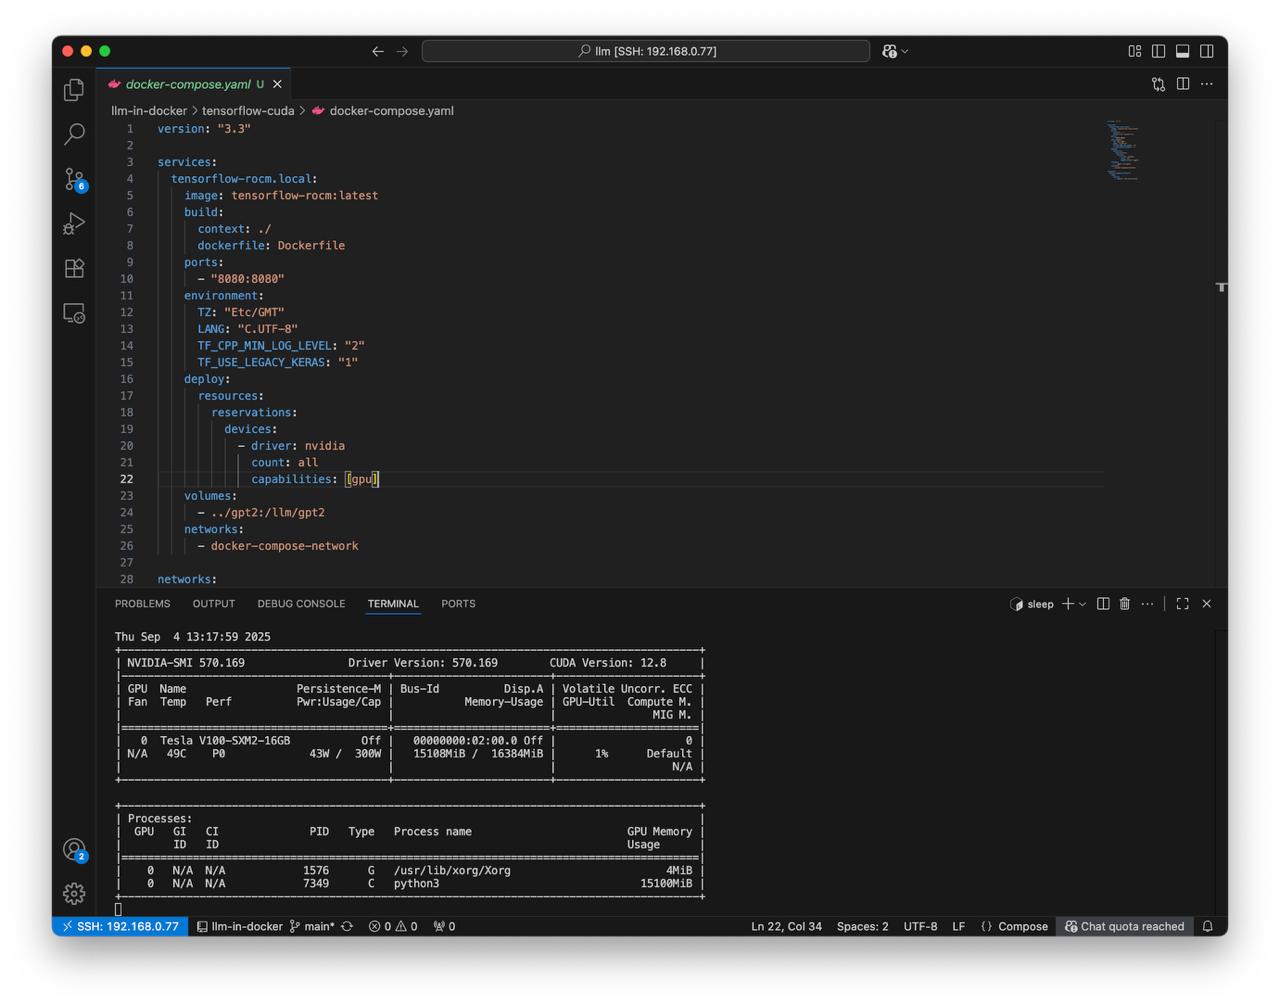 llm [SSH: 192.168.0.77]
docker-compose.yaml U
llm-in-docker > tensorflow-cuda > docker-compose.yaml
1 version: "3.3"
2
3 services:
4 tensorflow-rocm.local:
5 image: tensorflow-rocm:latest
6 build:
7 context: ./
8 dockerfile: Dockerfile
9 ports:
10 - "8080:8080"
11 environment:
12 TZ: "Etc/GMT"
13 LANG: "C.UTF-8"
14 TF_CPP_MIN_LOG_LEVEL: "2"
15 TF_USE_LEGACY_KERAS: "1"
16 deploy:
17 resources:
18 reservations:
19 devices:
20 - driver: nvidia
21 count: all
22 capabilities: [gpu]
23 volumes:
24 - ../gpt2:/llm/gpt2
25 networks:
26 - docker-compose-network
27
28 networks:
6
2
PROBLEMS OUTPUT DEBUG CONSOLE TERMINAL PORTS sleep
Thu Sep  4 13:17:59 2025
| NVIDIA-SMI 570.169 Driver Version: 570.169 CUDA Version: 12.8 |
| GPU Name Persistence-M | Bus-Id Disp.A | Volatile Uncorr. ECC |
| Fan Temp Perf Pwr:Usage/Cap | Memory-Usage | GPU-Util Compute M. |
| | | MIG M. |
| 0 Tesla V100-SXM2-16GB Off | 00000000:02:00.0 Off | 0 |
| N/A 49C P0 43W / 300W | 15108MiB / 16384MiB | 1% Default |
| | | N/A |
| Processes: |
| GPU GI CI PID Type Process name GPU Memory |
| ID ID Usage |
| 0 N/A N/A 1576 G /usr/lib/xorg/Xorg 4MiB |
| 0 N/A N/A 7349 C python3 15100MiB |
SSH: 192.168.0.77 llm-in-docker main* 0 0 0 Ln 22, Col 34 Spaces: 2 UTF-8 LF {} Compose Chat quota reached